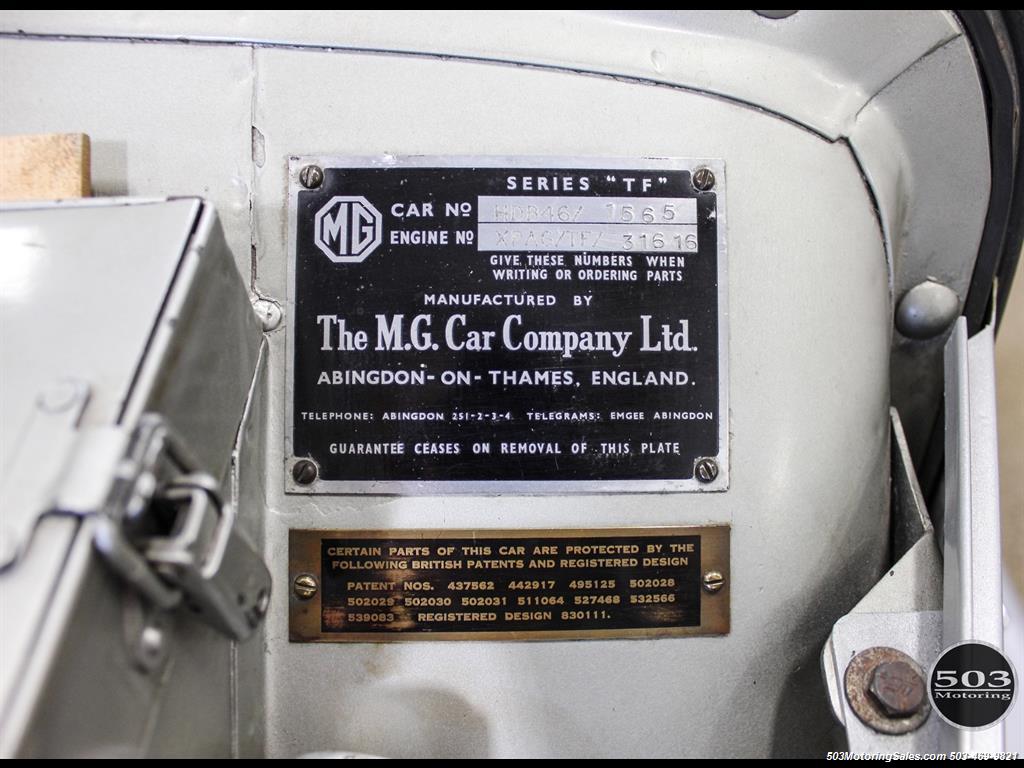 SERIES "TF"
MG
CAR No HDB46/ 1565
ENGINE No XPAG/TF/ 31616
GIVE THESE NUMBERS WHEN
WRITING OR ORDERING PARTS
MANUFACTURED BY
The M.G. Car Company Ltd.
ABINGDON-ON-THAMES, ENGLAND.
TELEPHONE: ABINGDON 251-2-3-4. TELEGRAMS: EMGEE ABINGDON
GUARANTEE CEASES ON REMOVAL OF THIS PLATE
CERTAIN PARTS OF THIS CAR ARE PROTECTED BY THE
FOLLOWING BRITISH PATENTS AND REGISTERED DESIGN
PATENT NOS. 437562 442917 495125 502028
502029 502030 502031 511064 527468 532566
539083 REGISTERED DESIGN 830111.
503
Motoring
503MotoringSales.com 503-469-9821